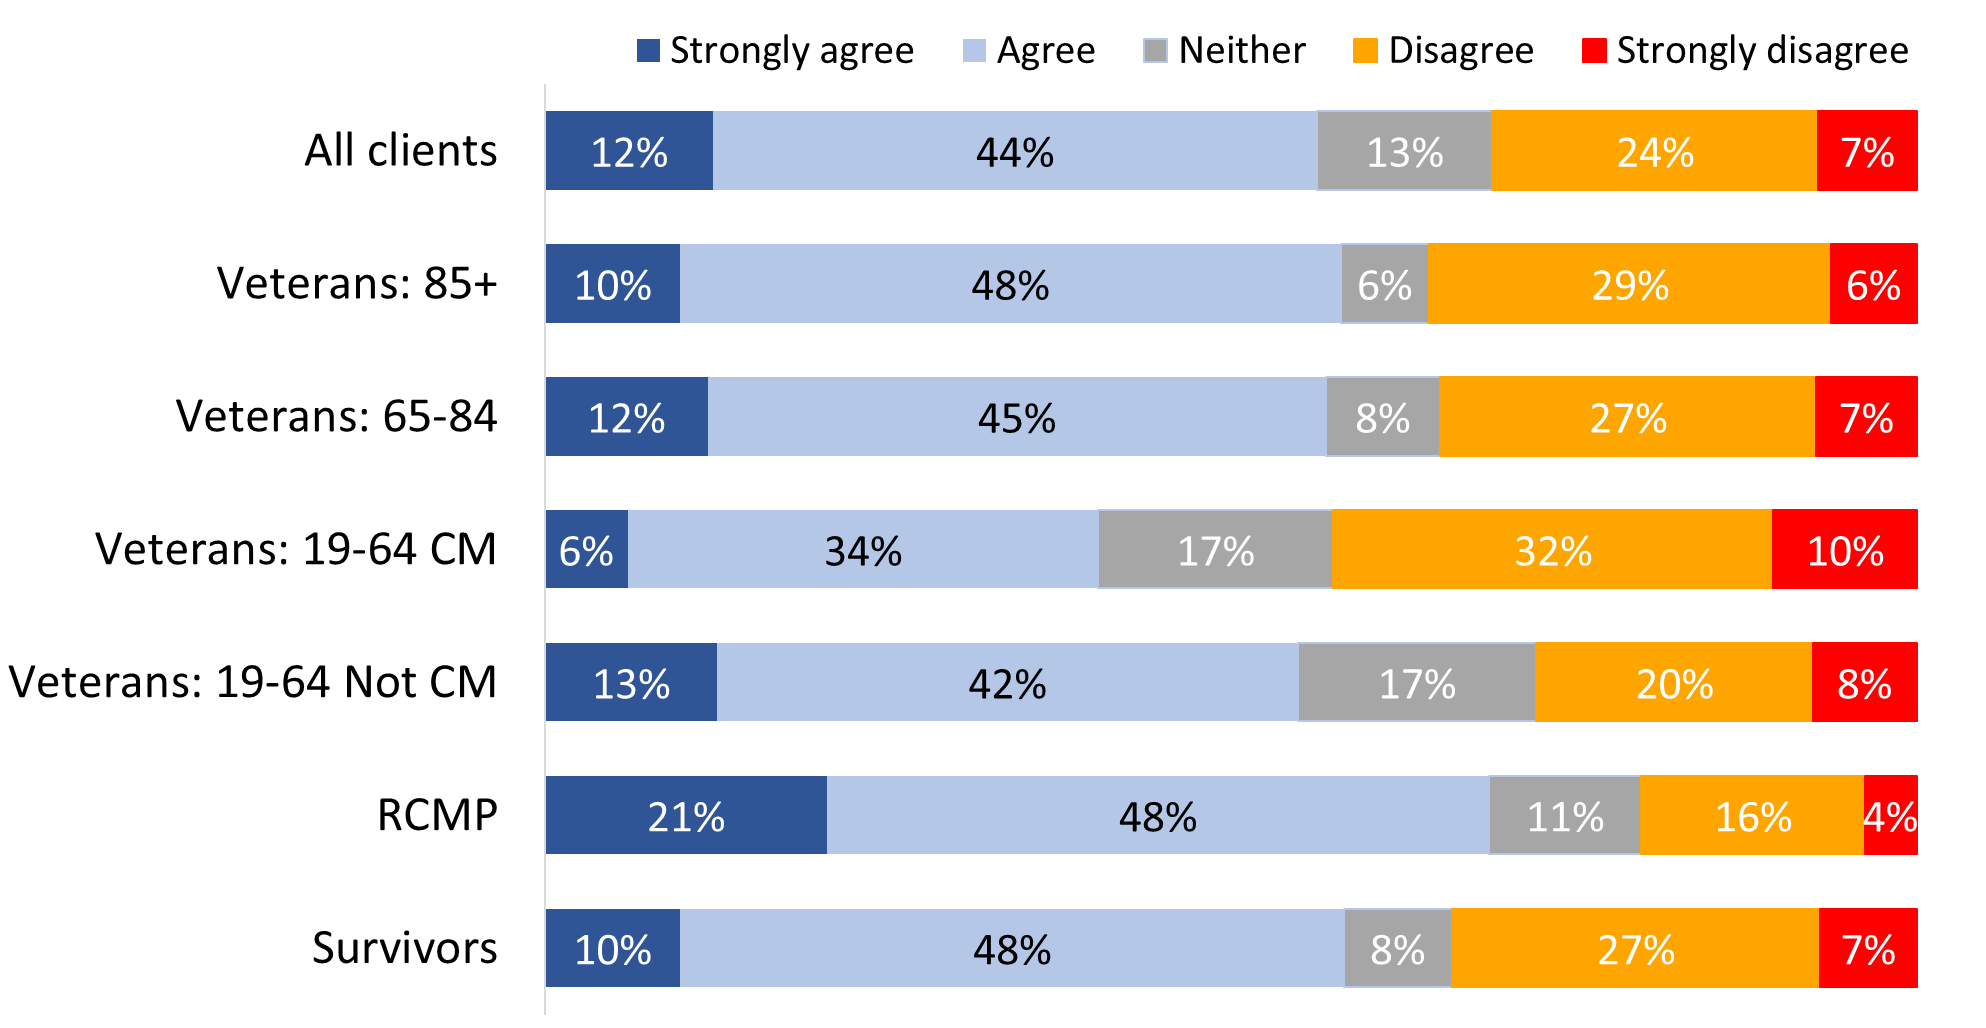 Strongly agree Agree Neither Disagree Strongly disagree
All clients 12% 44% 13% 24% 7%
Veterans: 85+ 10% 48% 6% 29% 6%
Veterans: 65-84 12% 45% 8% 27% 7%
Veterans: 19-64 CM 6% 34% 17% 32% 10%
Veterans: 19-64 Not CM 13% 42% 17% 20% 8%
RCMP 21% 48% 11% 16% 4%
Survivors 10% 48% 8% 27% 7%